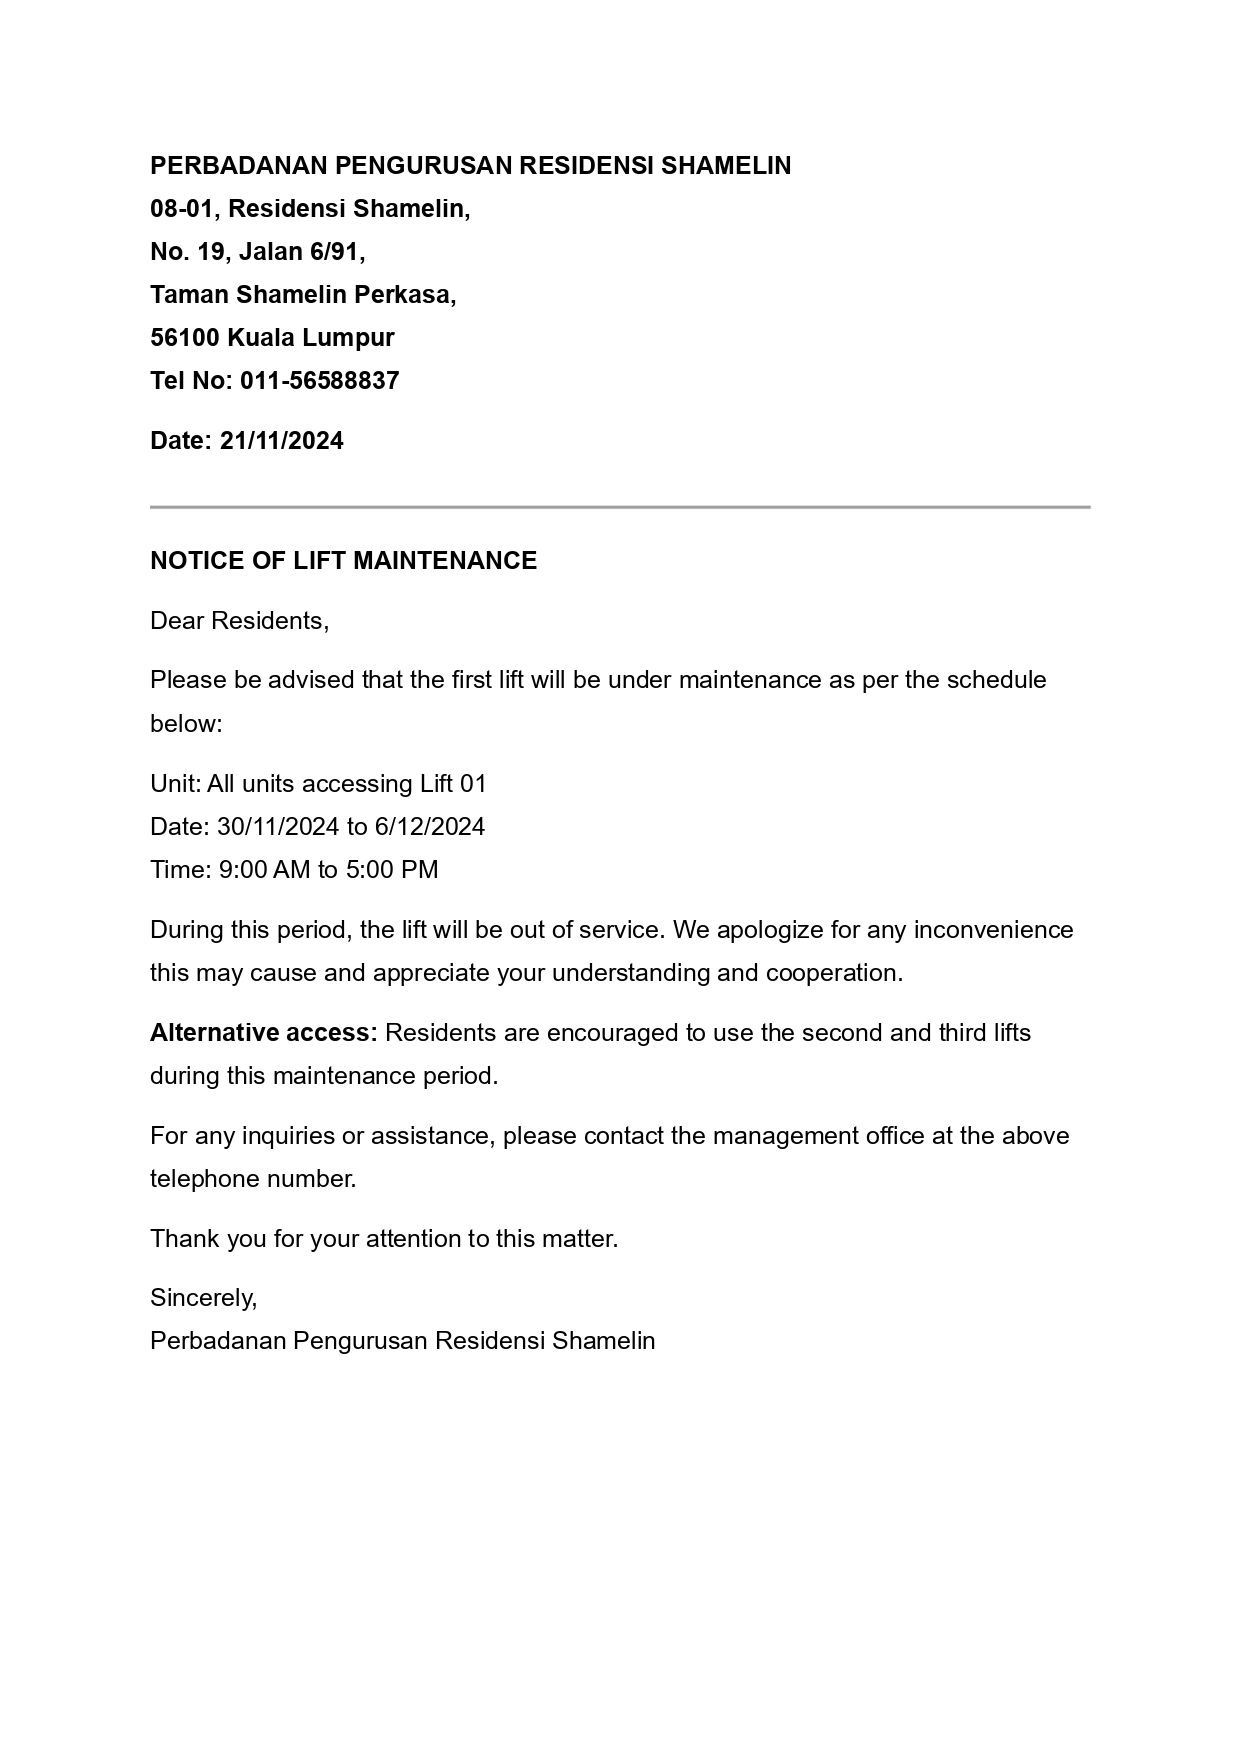 PERBADANAN PENGURUSAN RESIDENSI SHAMELIN
08-01, Residensi Shamelin,
No. 19, Jalan 6/91,
Taman Shamelin Perkasa,
56100 Kuala Lumpur
Tel No: 011-56588837
Date: 21/11/2024
NOTICE OF LIFT MAINTENANCE
Dear Residents,
Please be advised that the first lift will be under maintenance as per the schedule
below:
Unit: All units accessing Lift 01
Date: 30/11/2024 to 6/12/2024
Time: 9:00 AM to 5:00 PM
During this period, the lift will be out of service. We apologize for any inconvenience
this may cause and appreciate your understanding and cooperation.
Alternative access: Residents are encouraged to use the second and third lifts
during this maintenance period.
For any inquiries or assistance, please contact the management office at the above
telephone number.
Thank you for your attention to this matter.
Sincerely,
Perbadanan Pengurusan Residensi Shamelin